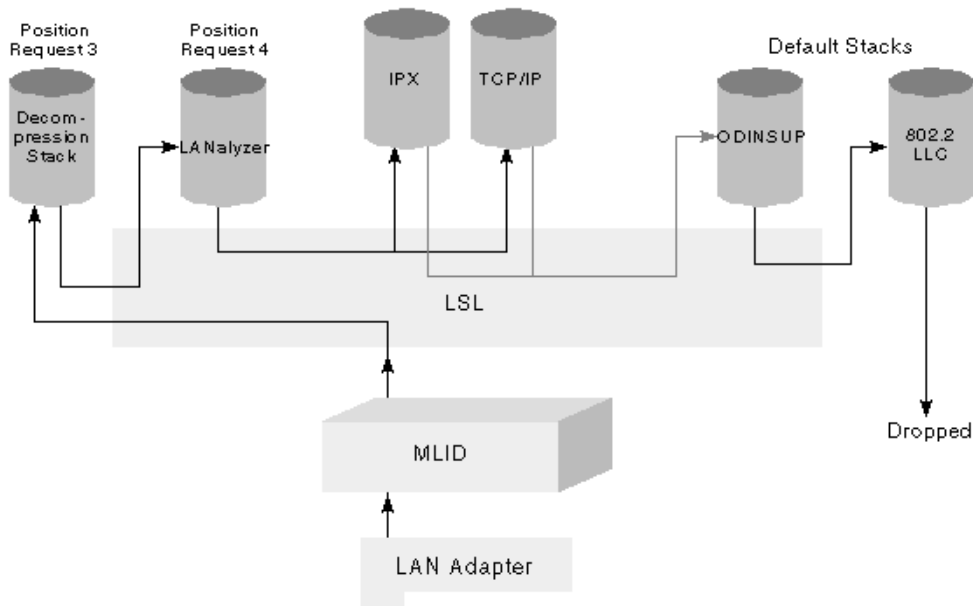 Position
Request 3
Position
Request 4
Default Stacks
Decom-
pression
Stack
LANalyzer
IPX
TCP/IP
ODINSUP
802.2
LLC
LSL
MLID
Dropped
LAN Adapter